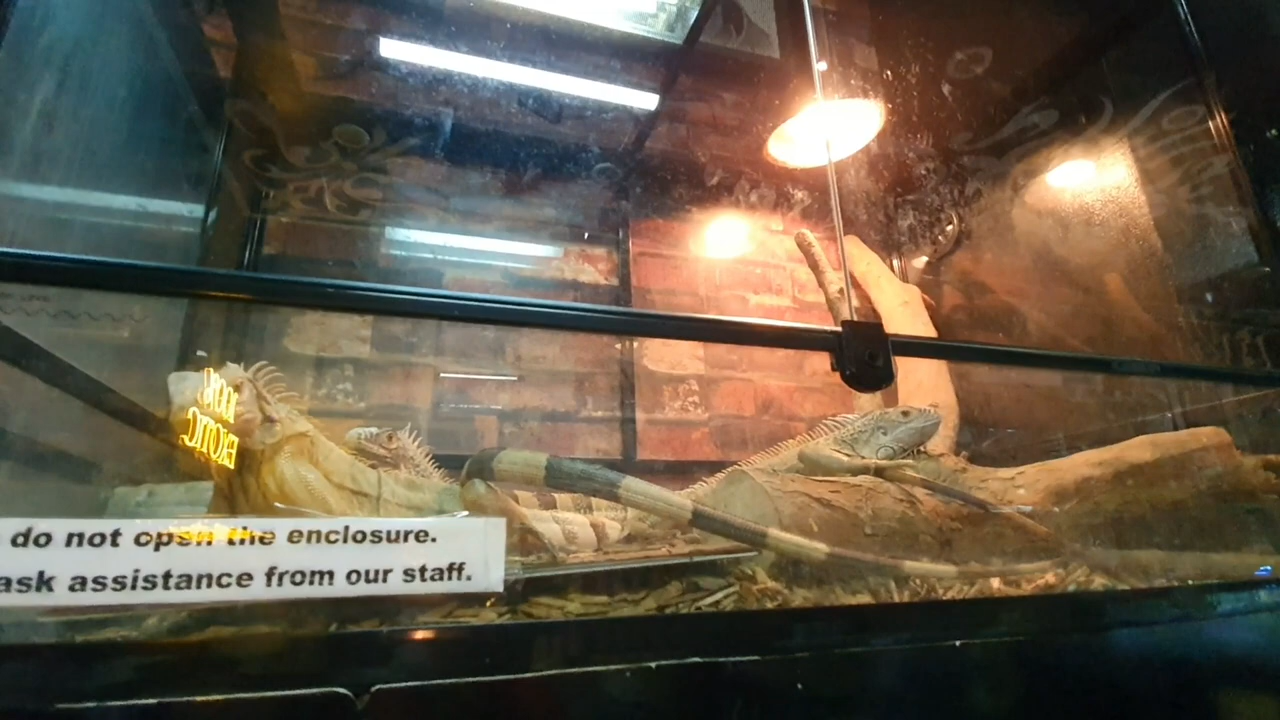 do not open the enclosure.
ask assistance from our staff.